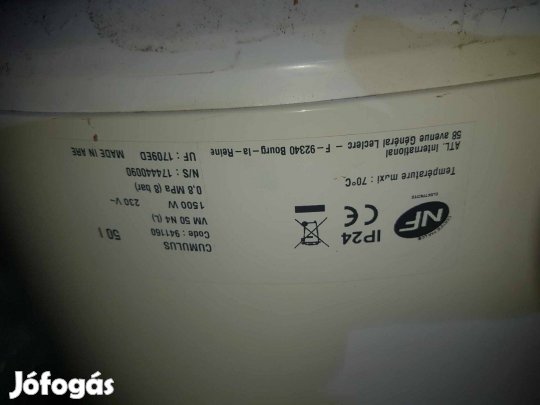 CUMULUS
Code : 941160
VM 50 N4 (L)
50 l
1500 W
230 V~
0,8 MPa (8 bar)
N/S : 174440090
UF : 1709ED
MADE IN ARE
NF
ELECTRICITE
IP24
CE
Température maxi : 70°C
ATL. International
58 avenue Général Leclerc - F - 92340 Bourg-la-Reine
Jófogás